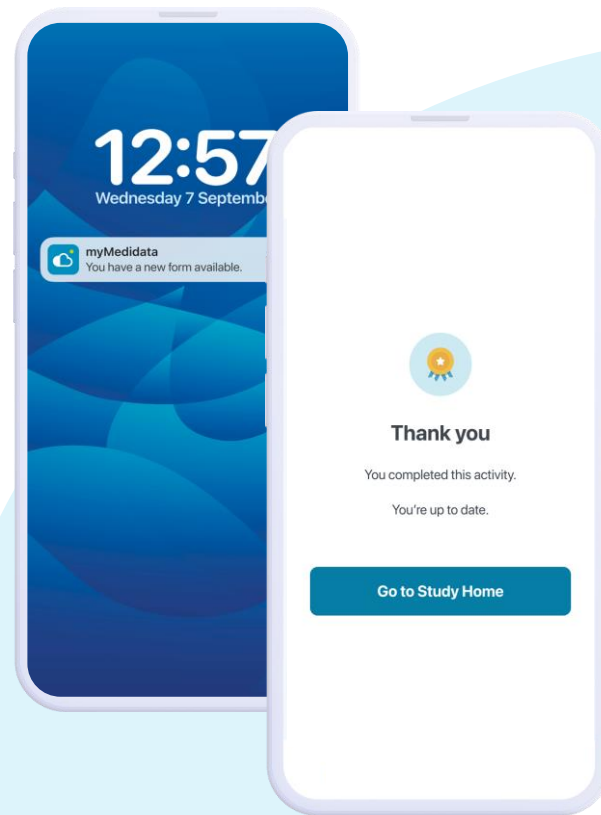 12:57
Wednesday 7 Septemb
myMedidata
You have a new form available.
Thank you
You completed this activity.
You're up to date.
Go to Study Home